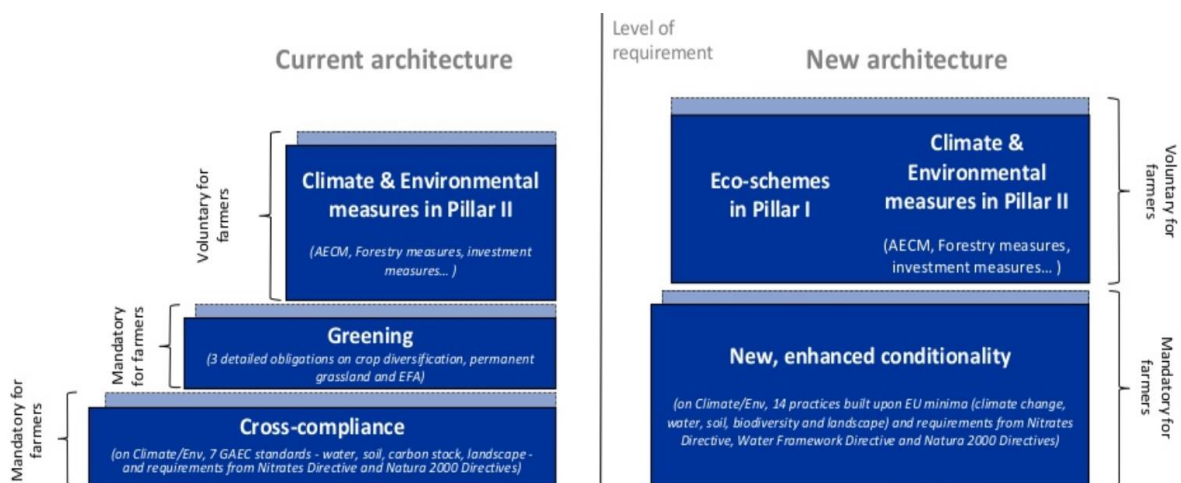 Current architecture
Voluntary for
farmers
Climate & Environmental
measures in Pillar II
(AECM, Forestry measures, investment
measures... )
Mandatory
for farmers
Greening
(3 detailed obligations on crop diversification, permanent
grassland and EFA)
Mandatory for
farmers
Cross-compliance
(on Climate/Env, 7 GAEC standards - water, soil, carbon stock, landscape -
and requirements from Nitrates Directive and Natura 2000 Directives)
Level of
requirement
New architecture
Eco-schemes
in Pillar I
Climate &
Environmental
measures in Pillar II
(AECM, Forestry measures,
investment measures... )
Voluntary for
farmers
New, enhanced conditionality
(on Climate/Env, 14 practices built upon EU minima (climate change,
water, soil, biodiversity and landscape) and requirements from Nitrates
Directive, Water Framework Directive and Natura 2000 Directives)
Mandatory for
farmers